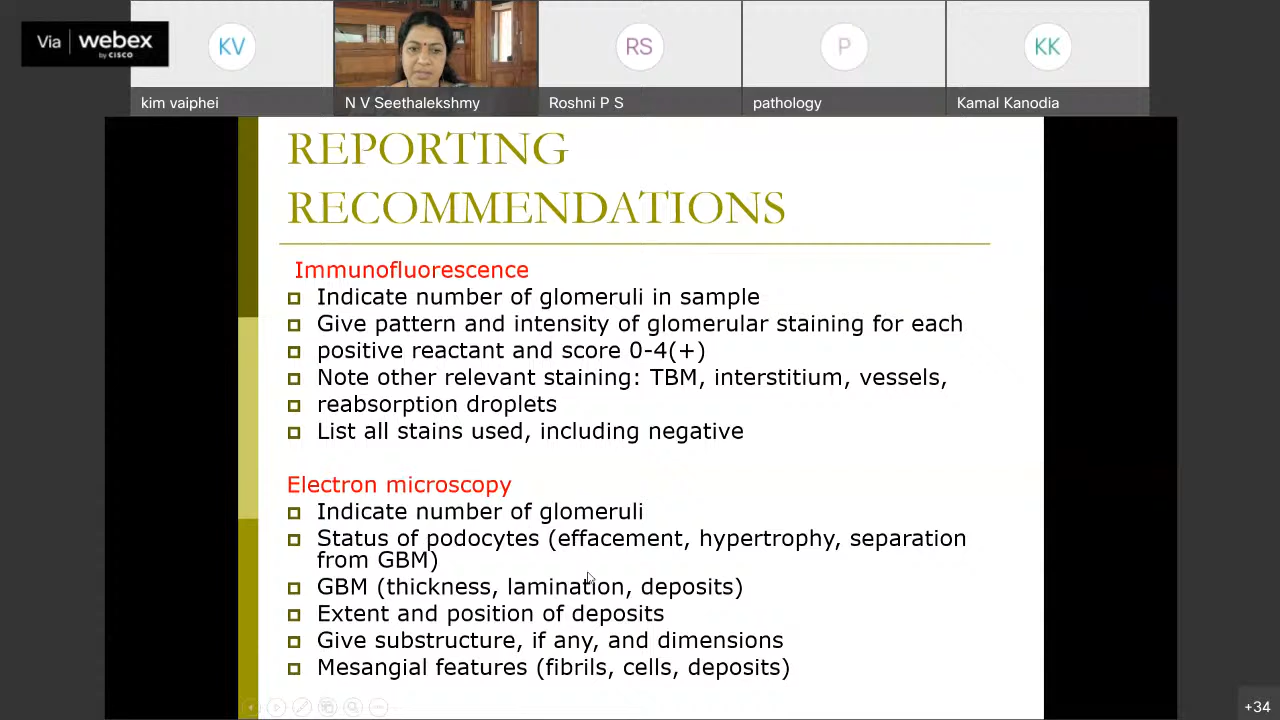 Via webex
by CISCO
KV
RS
P
KK
kim vaiphei
N V Seethalekshmy
Roshni P S
pathology
Kamal Kanodia
REPORTING
RECOMMENDATIONS
Immunofluorescence
Indicate number of glomeruli in sample
Give pattern and intensity of glomerular staining for each
positive reactant and score 0-4(+)
Note other relevant staining: TBM, interstitium, vessels,
reabsorption droplets
List all stains used, including negative
Electron microscopy
Indicate number of glomeruli
Status of podocytes (effacement, hypertrophy, separation
from GBM)
GBM (thickness, lamination, deposits)
Extent and position of deposits
Give substructure, if any, and dimensions
Mesangial features (fibrils, cells, deposits)
+34